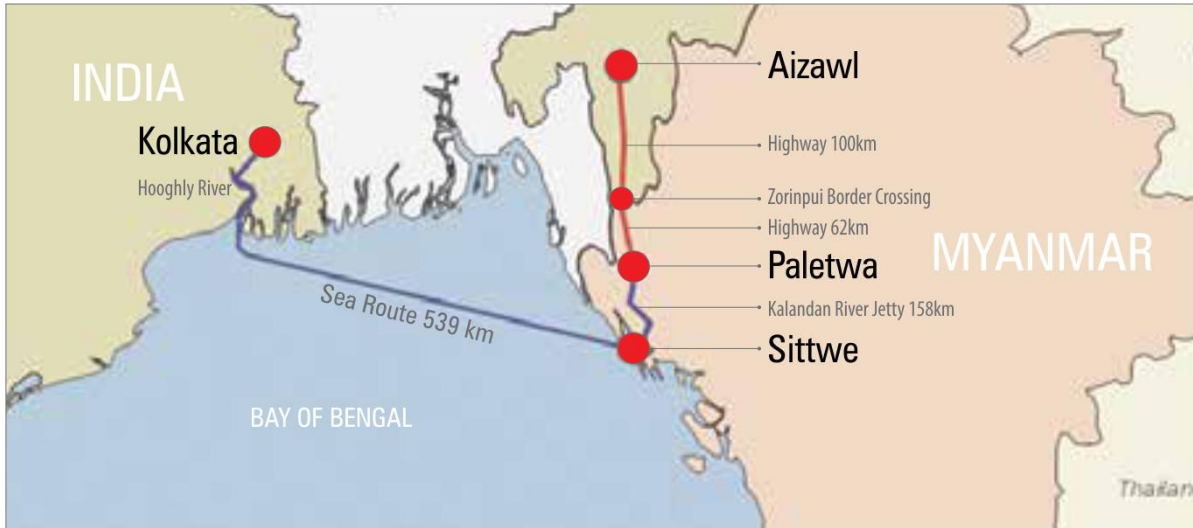 INDIA
Kolkata
Hooghly River
Sea Route 539 km
BAY OF BENGAL
Aizawl
Highway 100km
Zorinpui Border Crossing
Highway 62km
Paletwa
MYANMAR
Kalandan River Jetty 158km
Sittwe
Thailan